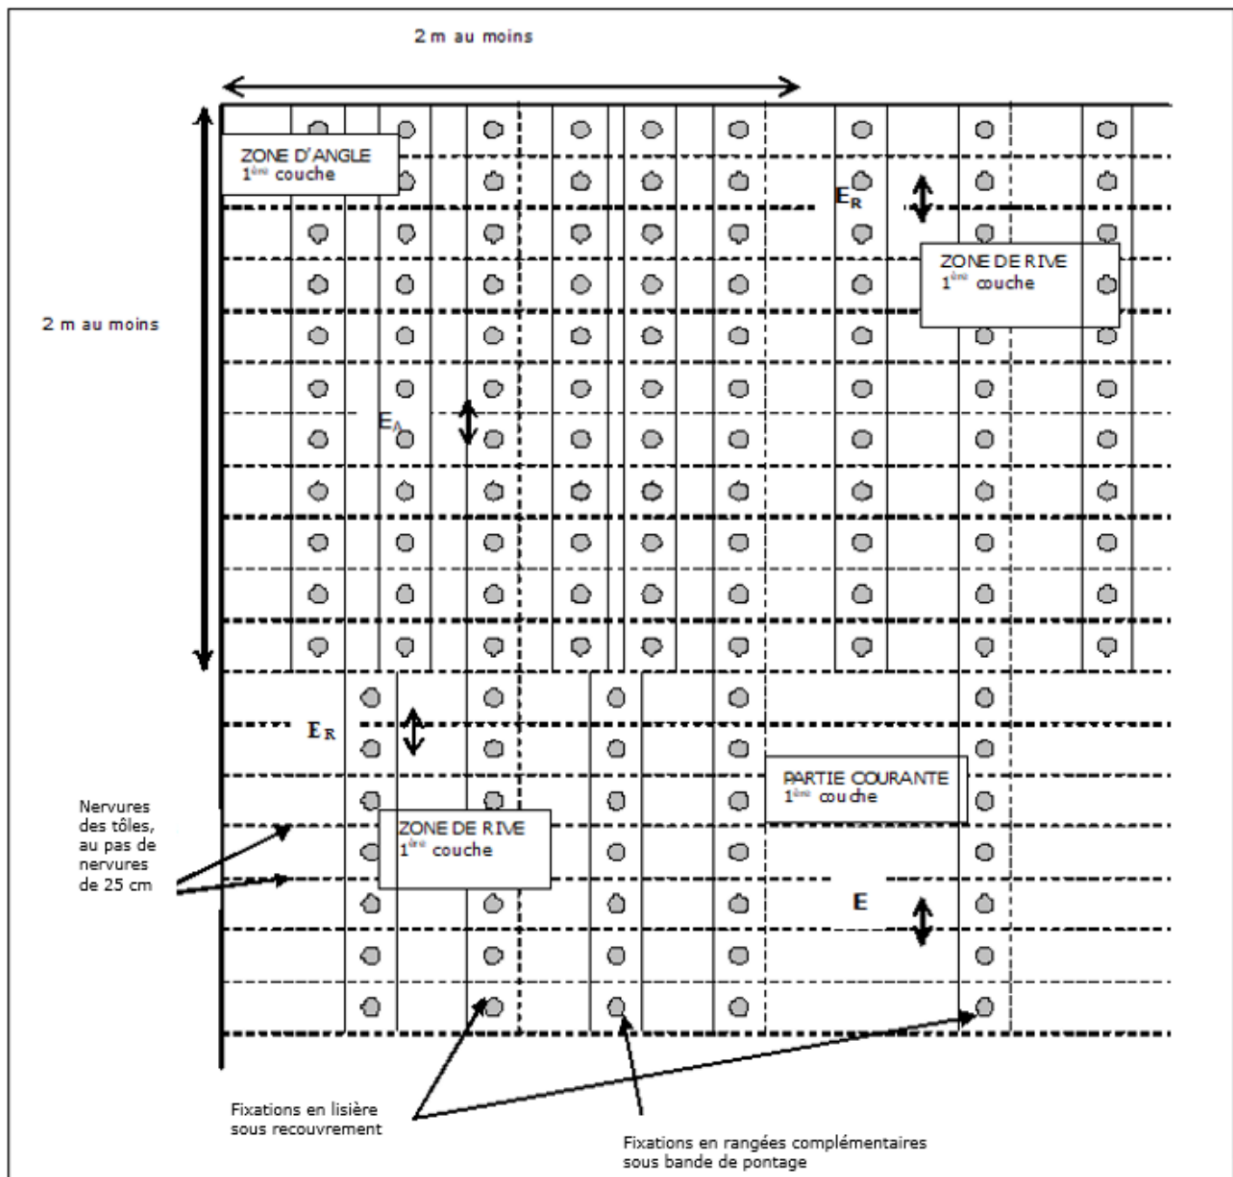 2 m au moins
ZONE D'ANGLE
1ère couche
ER
ZONE DE RIVE
1ère couche
2 m au moins
EA
ER
PARTIE COURANTE
1ère couche
Nervures
des tôles,
au pas de
nervures
de 25 cm
ZONE DE RIVE
1ère couche
E
Fixations en lisière
sous recouvrement
Fixations en rangées complémentaires
sous bande de pontage